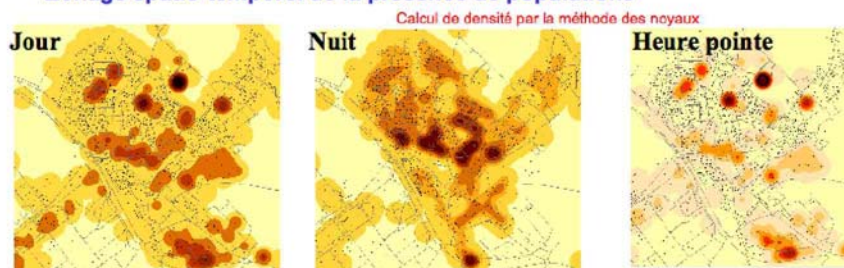 Calcul de densité par la méthode des noyaux
Jour
Nuit
Heure pointe